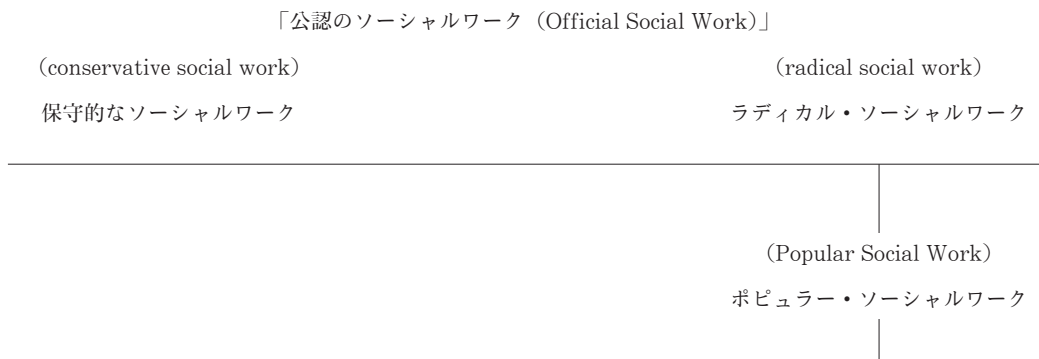 「公認のソーシャルワーク（Official Social Work）」
（conservative social work）
（radical social work）
保守的なソーシャルワーク
ラディカル・ソーシャルワーク
（Popular Social Work）
ポピュラー・ソーシャルワーク